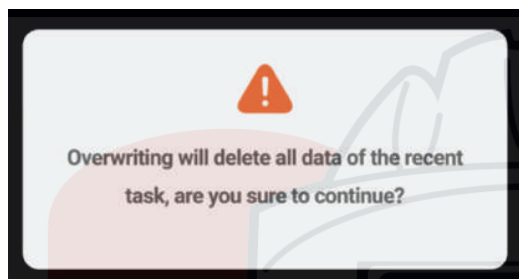 Overwriting will delete all data of the recent
task, are you sure to continue?